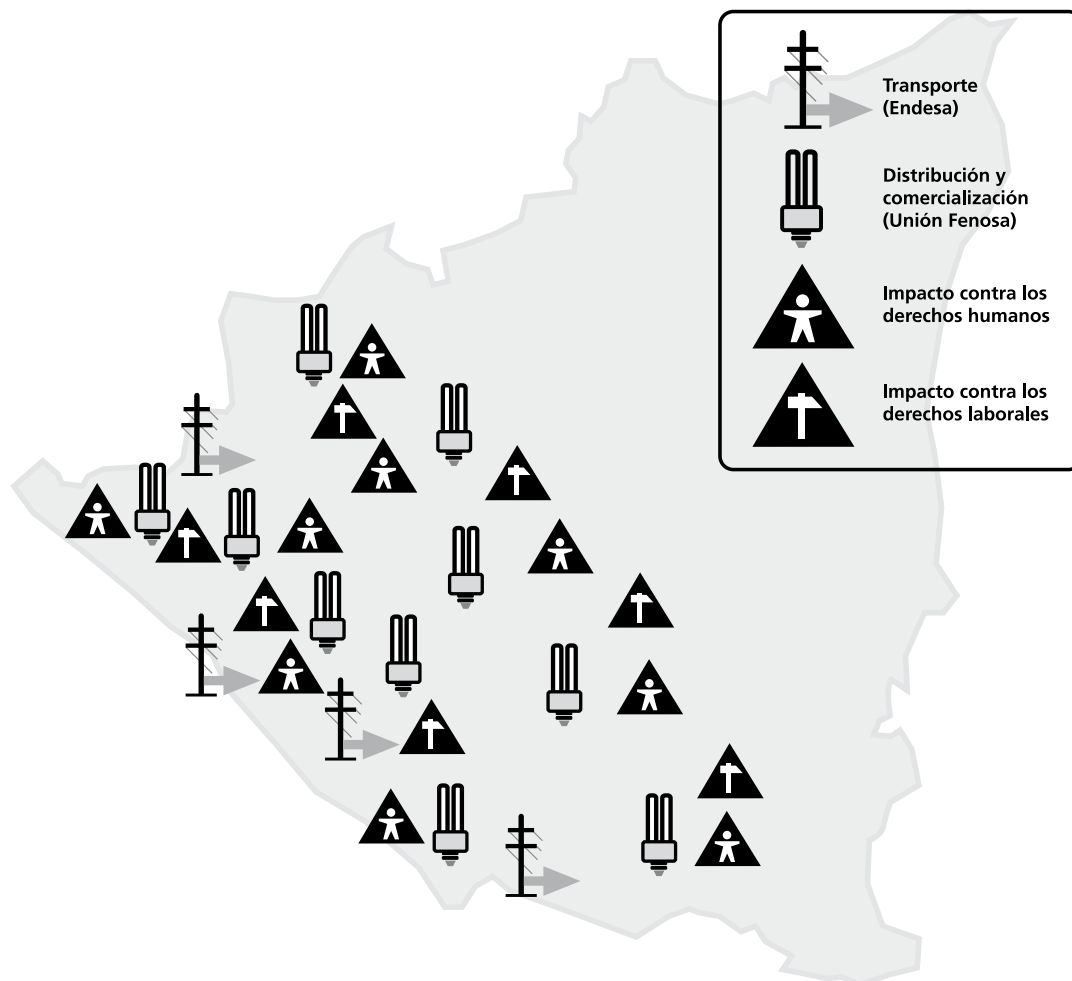 Transporte
(Endesa)
Distribución y
comercialización
(Unión Fenosa)
Impacto contra los
derechos humanos
Impacto contra los
derechos laborales